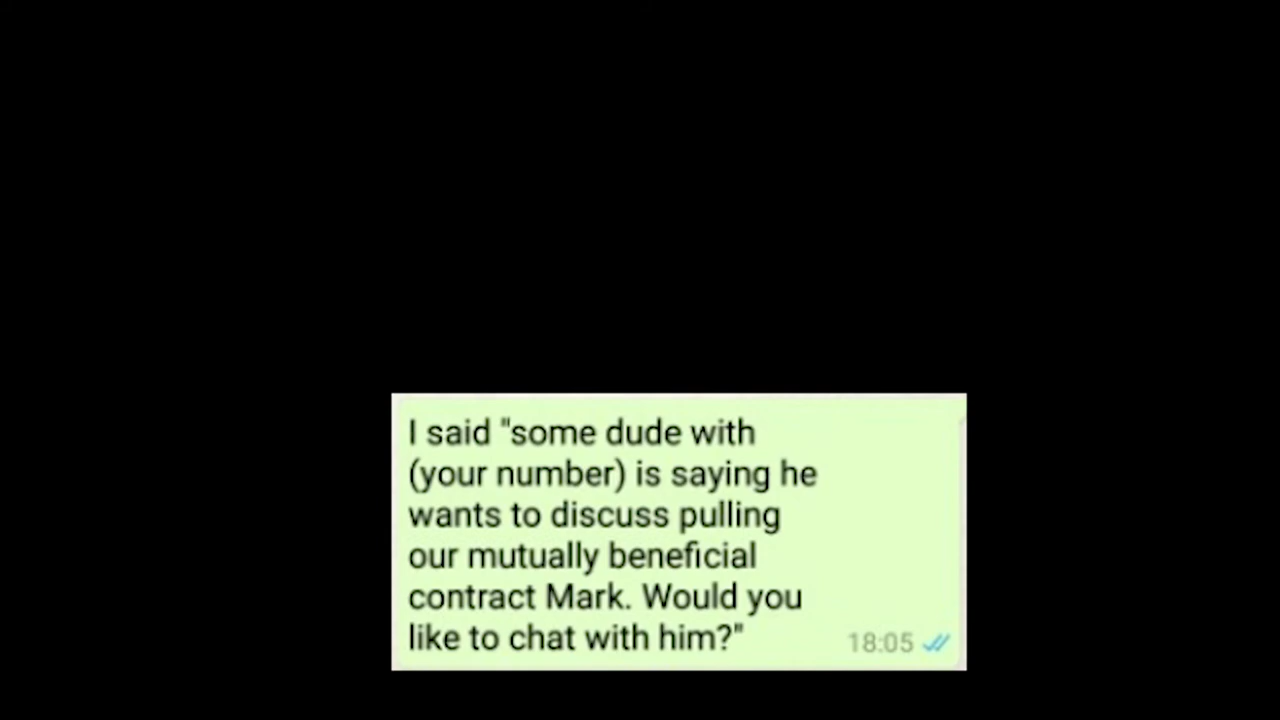 I said "some dude with
(your number) is saying he
wants to discuss pulling
our mutually beneficial
contract Mark. Would you
like to chat with him?"
18:05